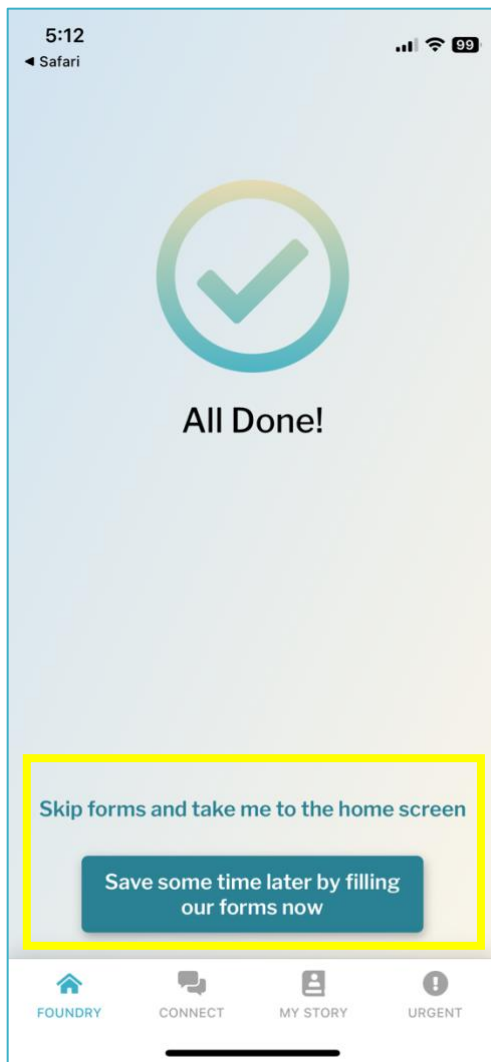 5:12
99
◀ Safari
All Done!
Skip forms and take me to the home screen
Save some time later by filling
our forms now
FOUNDRY CONNECT MY STORY URGENT